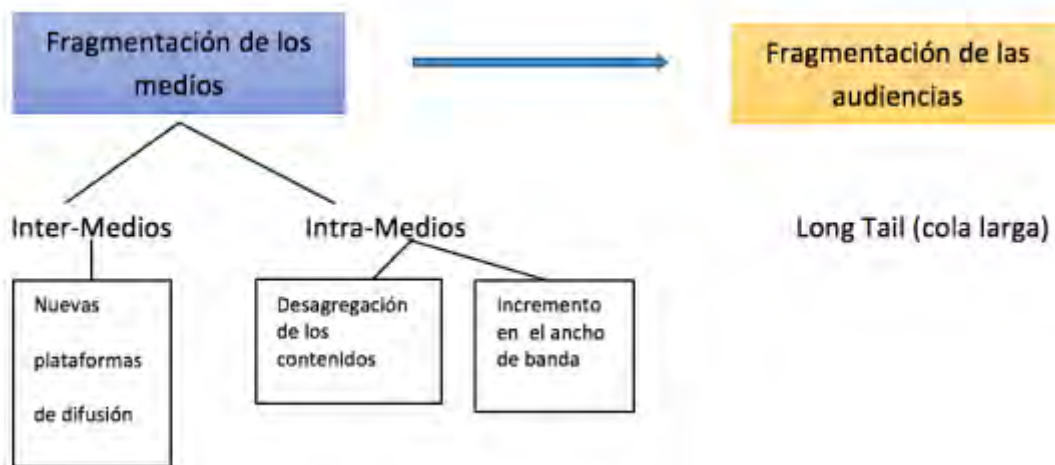 Fragmentación de los
medios
Fragmentación de las
audiencias
Inter-Medios
Intra-Medios
Long Tail (cola larga)
Nuevas
plataformas
de difusión
Desagregación
de los
contenidos
Incremento
en el ancho
de banda